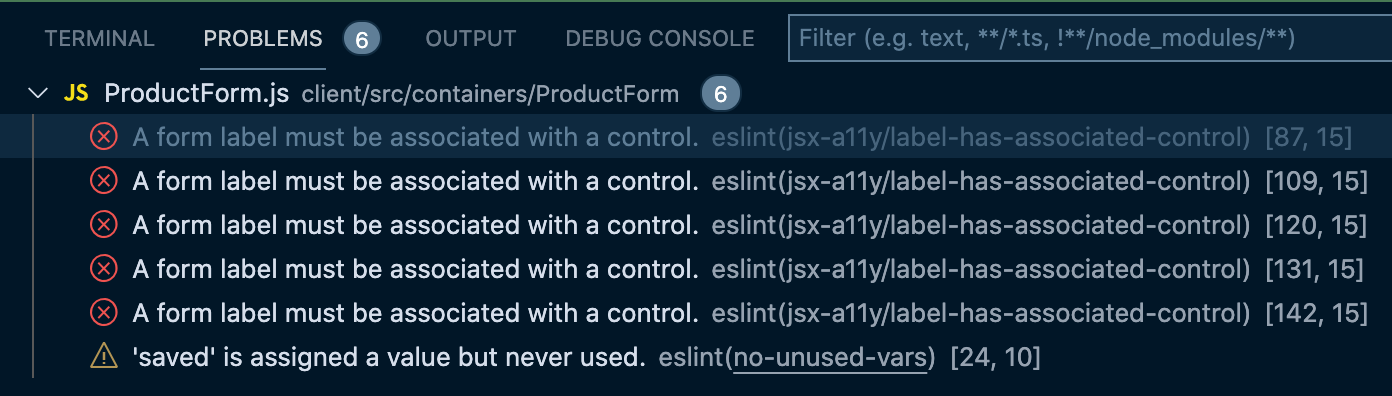 TERMINAL PROBLEMS 6 OUTPUT DEBUG CONSOLE Filter (e.g. text, **/*.ts, !**/node_modules/**)
JS ProductForm.js client/src/containers/ProductForm 6
A form label must be associated with a control. eslint(jsx-a11y/label-has-associated-control) [87, 15]
A form label must be associated with a control. eslint(jsx-a11y/label-has-associated-control) [109, 15]
A form label must be associated with a control. eslint(jsx-a11y/label-has-associated-control) [120, 15]
A form label must be associated with a control. eslint(jsx-a11y/label-has-associated-control) [131, 15]
A form label must be associated with a control. eslint(jsx-a11y/label-has-associated-control) [142, 15]
'saved' is assigned a value but never used. eslint(no-unused-vars) [24, 10]